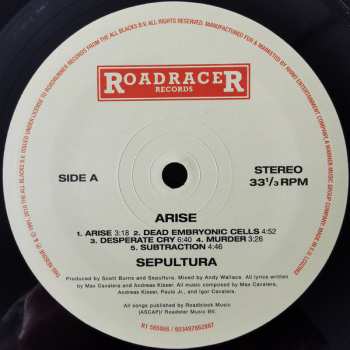 ROADRACER
RECORDS
SIDE A
STEREO
33 1/3 RPM
ARISE
1. ARISE 3:18 2. DEAD EMBRYONIC CELLS 4:52
3. DESPERATE CRY 6:40 4. MURDER 3:26
5. SUBTRACTION 4:46
SEPULTURA
Produced by Scott Burns and Sepultura. Mixed by Andy Wallace. All lyrics written
by Max Cavalera and Andreas Kisser. All music composed by Max Cavalera,
Andreas Kisser, Paulo Jr., and Igor Cavalera.
All songs published by Roadblock Music
(ASCAP)/ Roadster Music BV.